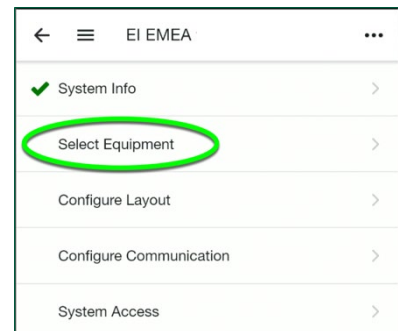 EI EMEA
System Info
Select Equipment
Configure Layout
Configure Communication
System Access